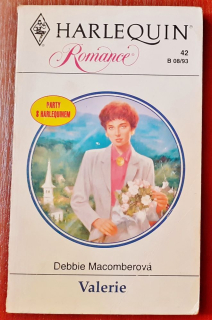 HARLEQUIN
Romance
42
B 08/93
PARTY
S HARLEQUINEM
Debbie Macomberová
Valerie